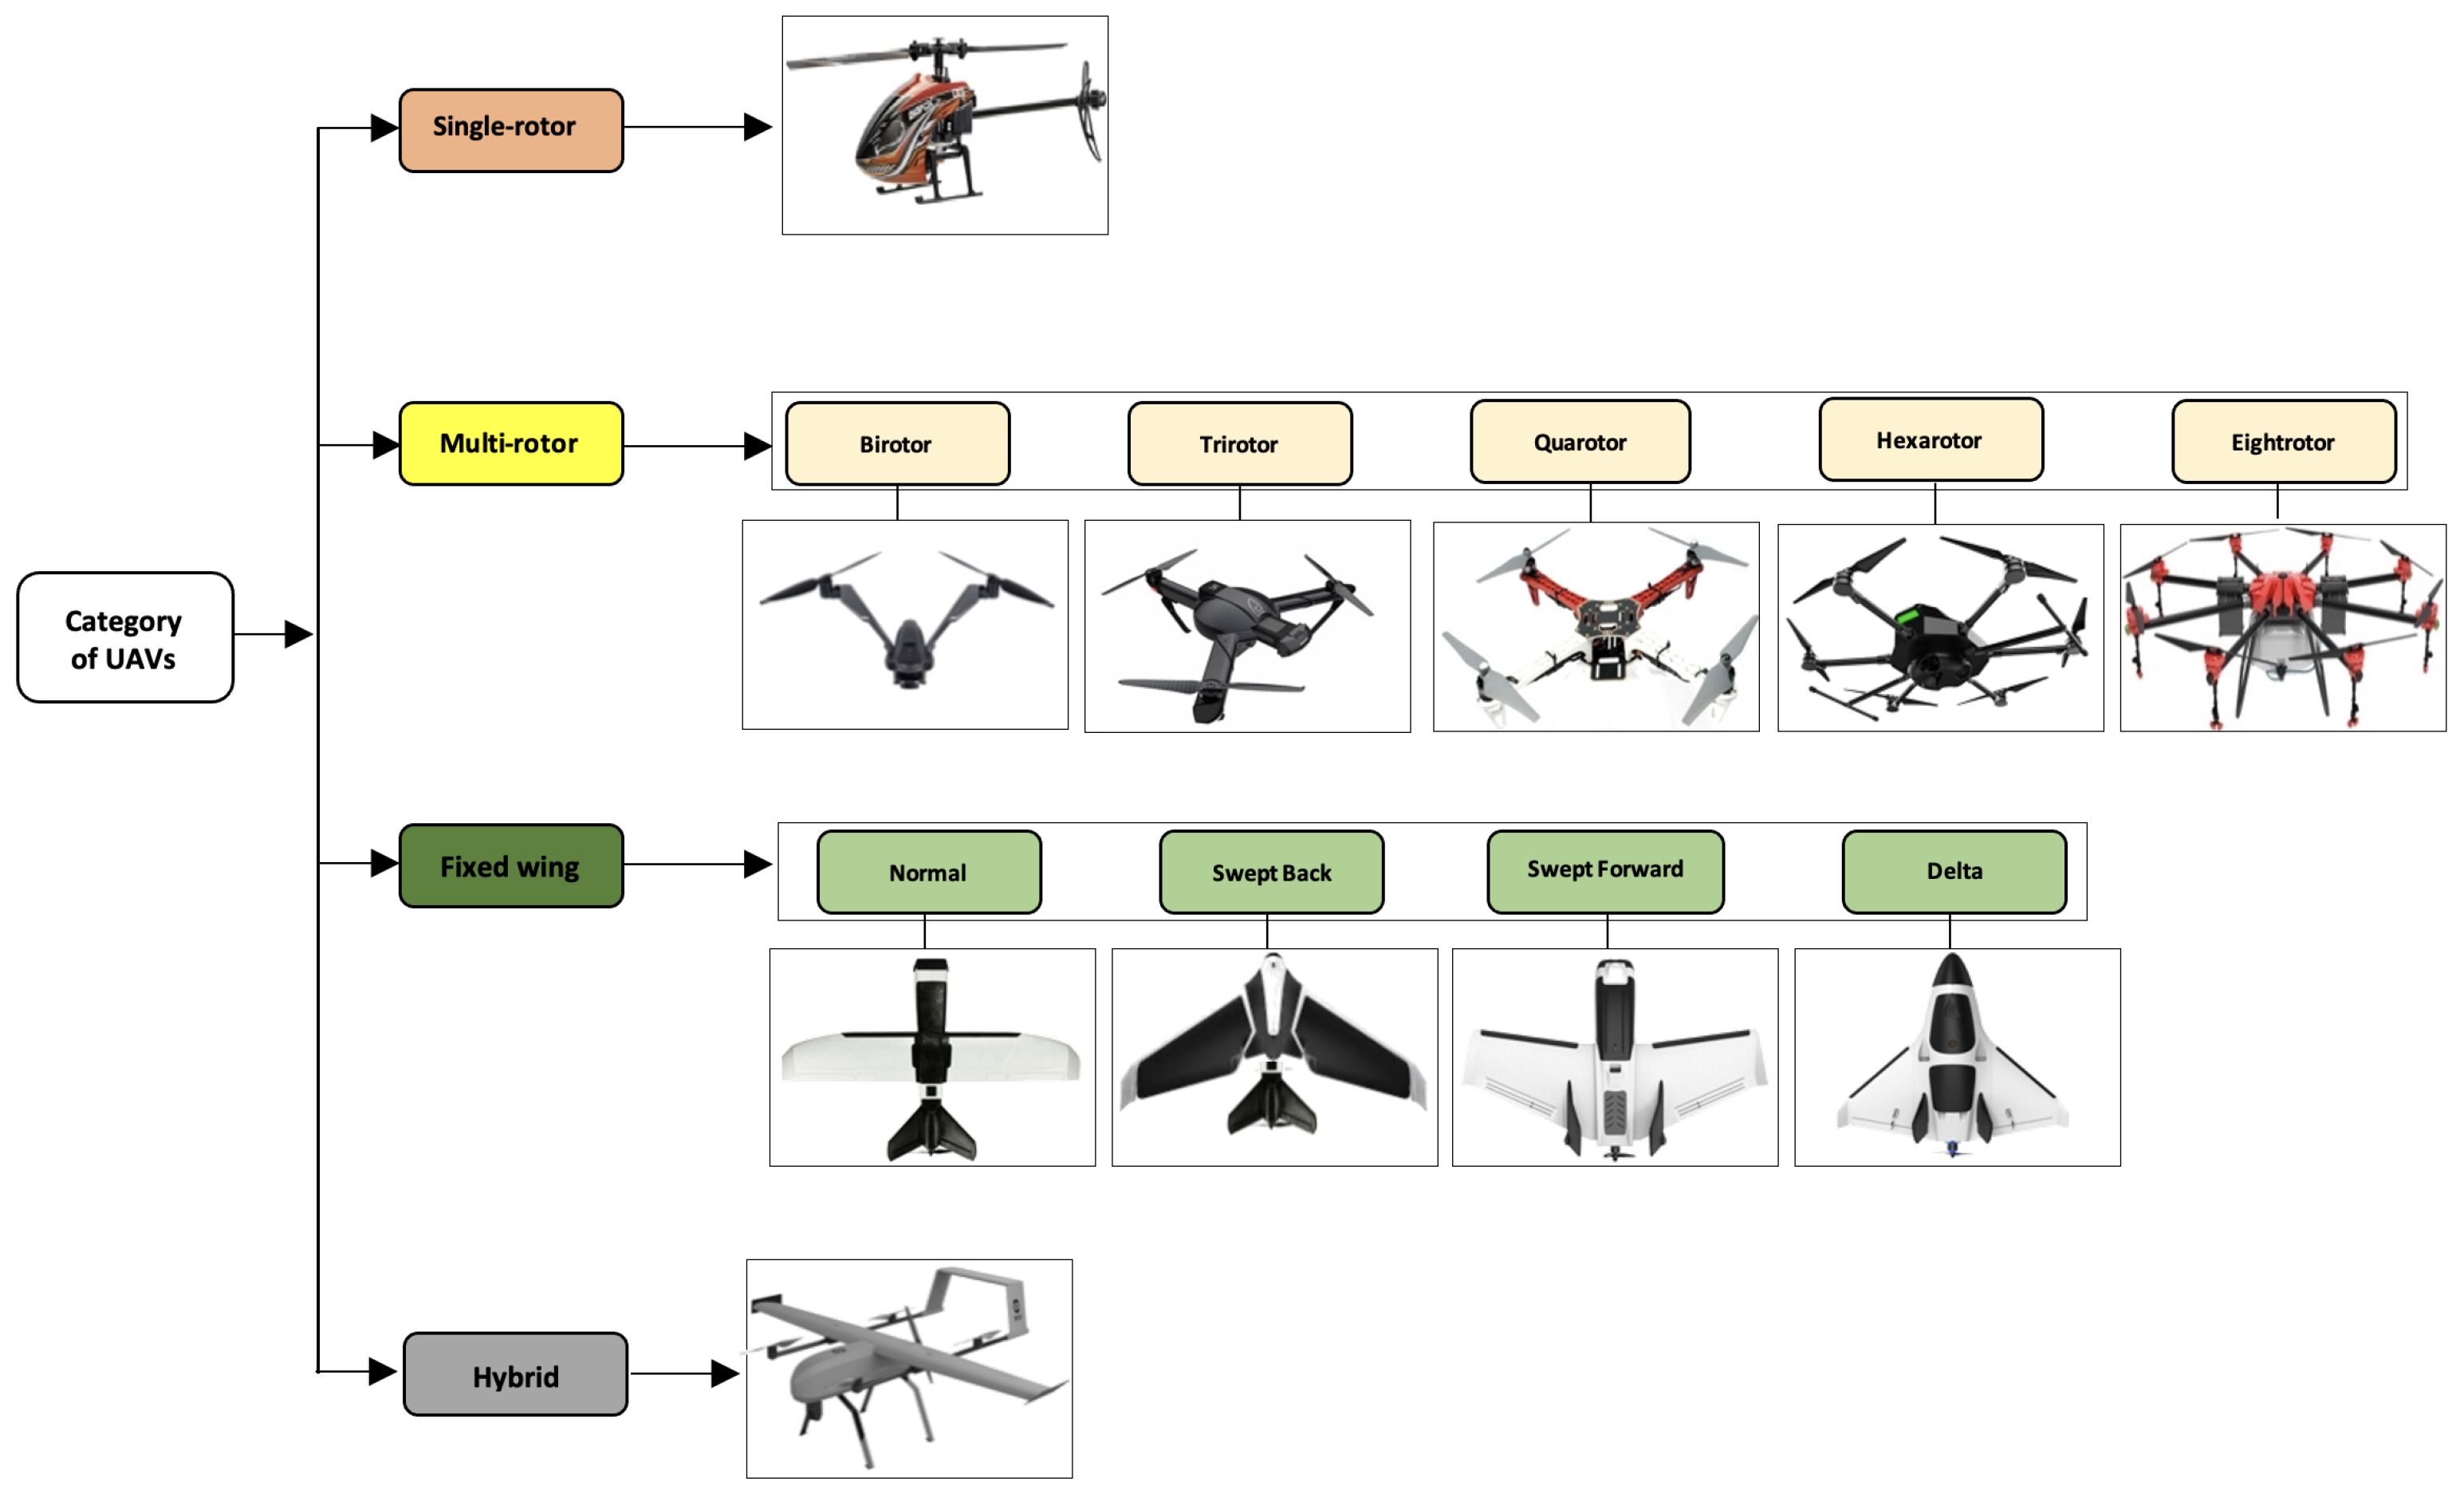 Single-rotor
Multi-rotor
Birotor
Trirotor
Quarotor
Hexarotor
Eightrotor
Category
of UAVs
Fixed wing
Normal
Swept Back
Swept Forward
Delta
Hybrid